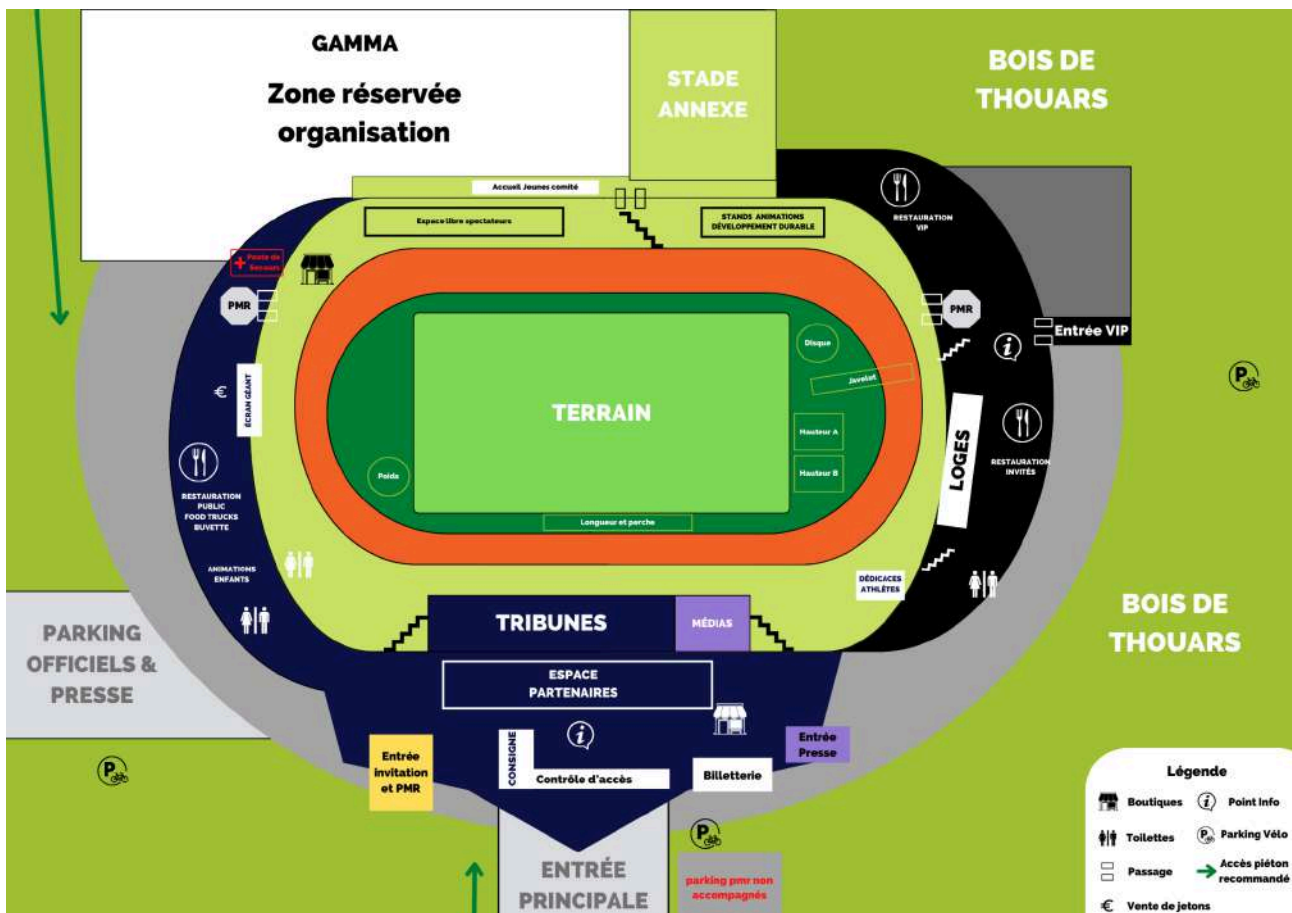 GAMMA
Zone réservée
organisation
STADE
ANNEXE
BOIS DE
THOUARS
Accueil Jeunes comité
Espace libre spectateurs
STANDS ANIMATIONS
DÉVELOPPEMENT DURABLE
RESTAURATION
VIP
Poste de
Secours
PMR
PMR
Entrée VIP
Disque
Javelot
€
ÉCRAN GÉANT
TERRAIN
Hauteur A
Hauteur B
LOGES
RESTAURATION
INVITÉS
Poids
RESTAURATION
PUBLIC
FOOD TRUCKS
BUVETTE
Longueur et perche
ANIMATIONS
ENFANTS
DÉDICACES
ATHLÈTES
TRIBUNES
MÉDIAS
PARKING
OFFICIELS &
PRESSE
BOIS DE
THOUARS
ESPACE
PARTENAIRES
Entrée
invitation
et PMR
CONSIGNE
Contrôle d'accès
Billetterie
Entrée
Presse
ENTRÉE
PRINCIPALE
parking pmr non
accompagnés
Légende
Boutiques
Point Info
Toilettes
Parking Vélo
Passage
Accès piéton
recommandé
€ Vente de jetons